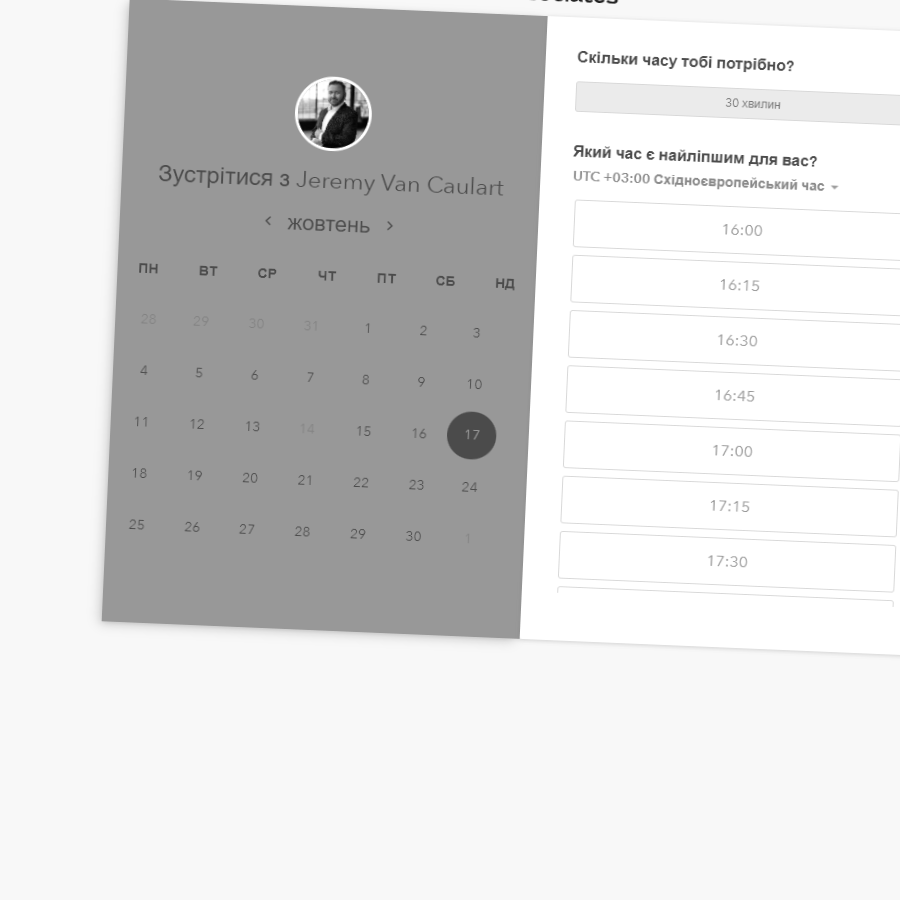 Зустрітися з Jeremy Van Caulart
жовтень
ПН ВТ СР ЧТ ПТ СБ НД
28 29 30 31 1 2 3
4 5 6 7 8 9 10
11 12 13 14 15 16 17
18 19 20 21 22 23 24
25 26 27 28 29 30 1
Скільки часу тобі потрібно?
30 хвилин
Який час є найліпшим для вас?
UTC +03:00 Східноєвропейський час
16:00
16:15
16:30
16:45
17:00
17:15
17:30